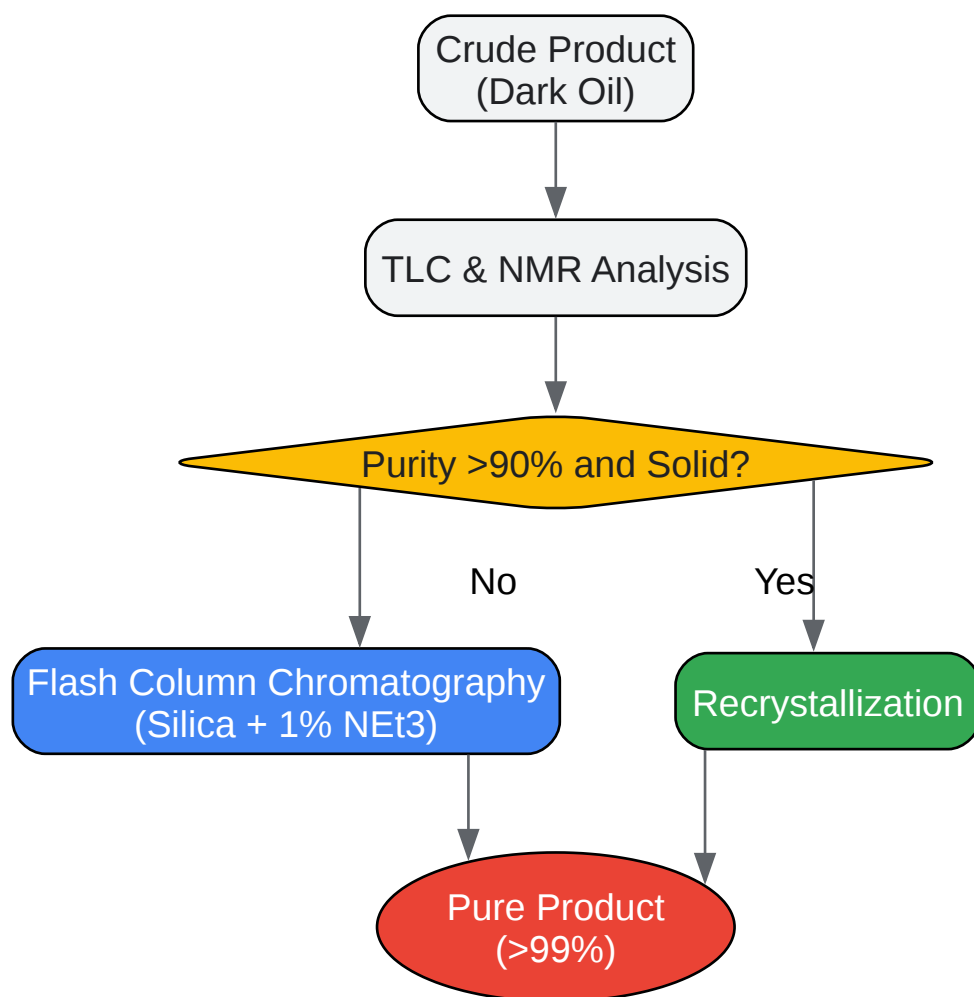 Crude Product
(Dark Oil)
TLC & NMR Analysis
Purity >90% and Solid?
No
Yes
Flash Column Chromatography
(Silica + 1% NEt3)
Recrystallization
Pure Product
(>99%)